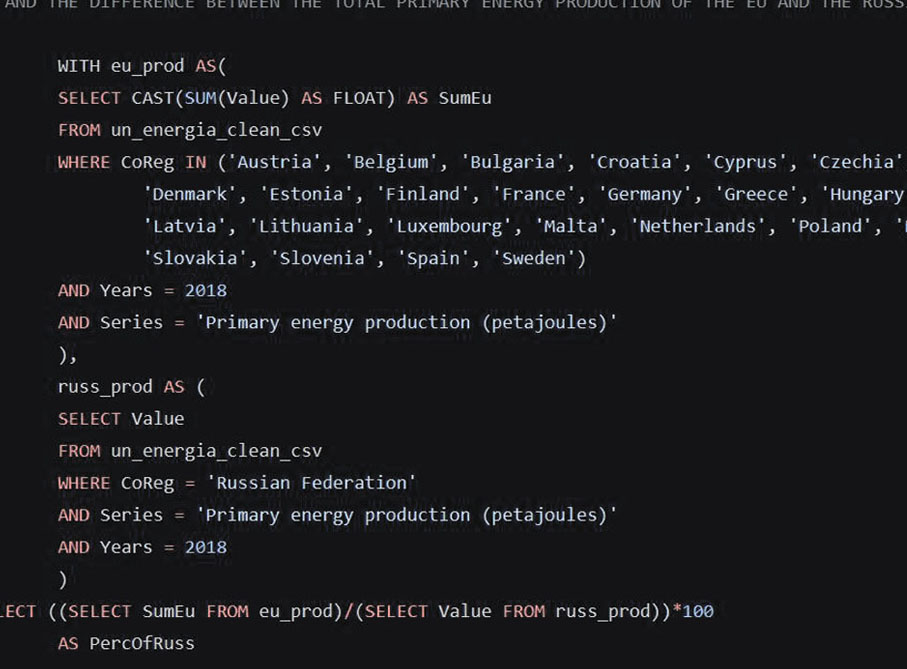 AND THE DIFFERENCE BETWEEN THE TOTAL PRIMARY ENERGY PRODUCTION OF THE EU AND THE
WITH eu_prod AS(
SELECT CAST(SUM(Value) AS FLOAT) AS SumEu
FROM un_energia_clean_csv
WHERE CoReg IN ('Austria', 'Belgium', 'Bulgaria', 'Croatia', 'Cyprus', 'Czechia'
'Denmark', 'Estonia', 'Finland', 'France', 'Germany', 'Greece', 'Hungary
'Latvia', 'Lithuania', 'Luxembourg', 'Malta', 'Netherlands', 'Poland', '
'Slovakia', 'Slovenia', 'Spain', 'Sweden')
AND Years = 2018
AND Series = 'Primary energy production (petajoules)'
),
russ_prod AS (
SELECT Value
FROM un_energia_clean_csv
WHERE CoReg = 'Russian Federation'
AND Series = 'Primary energy production (petajoules)'
AND Years = 2018
)
LECT ((SELECT SumEu FROM eu_prod)/(SELECT Value FROM russ_prod))*100
AS PercOfRuss